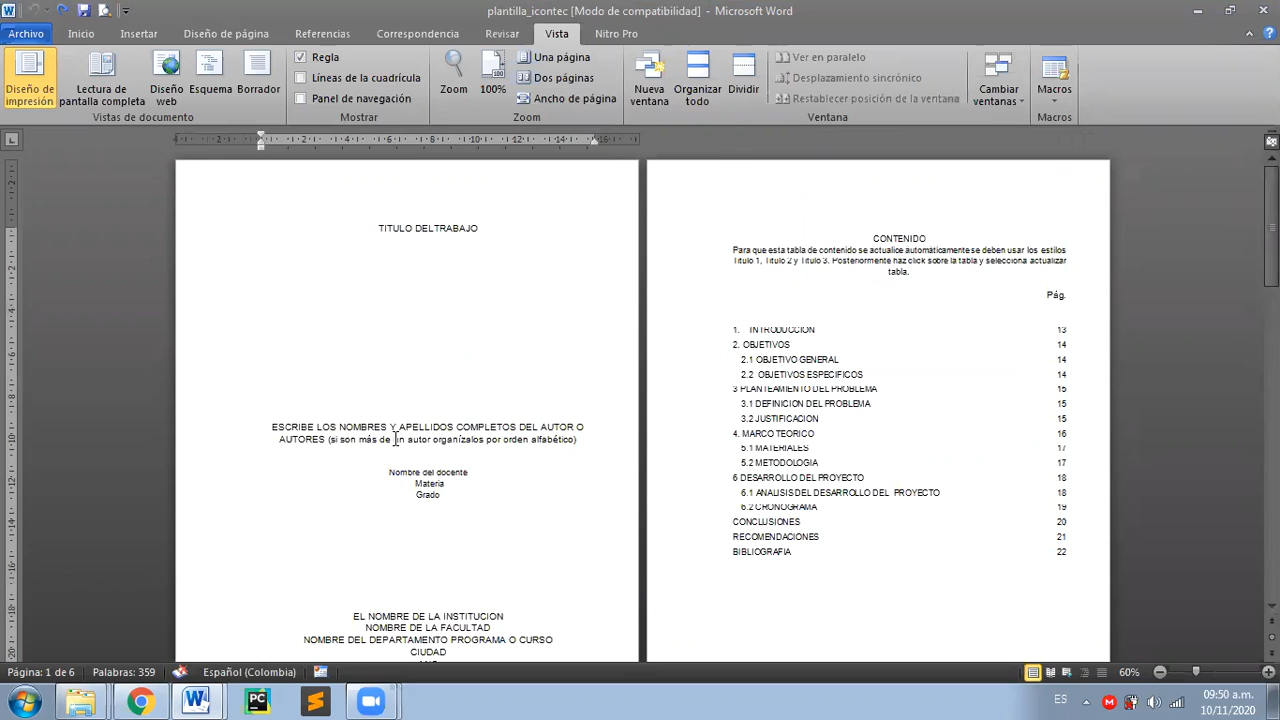 plantilla_icontec [Modo de compatibilidad] - Microsoft Word
Archivo Inicio Insertar Diseño de página Referencias Correspondencia Revisar Vista Nitro Pro
Diseño de impresión
Lectura de pantalla completa
Diseño web
Esquema
Borrador
Vistas de documento
Regla
Líneas de la cuadrícula
Panel de navegación
Mostrar
Zoom
100%
Una página
Dos páginas
Ancho de página
Zoom
Nueva ventana
Organizar todo
Dividir
Ver en paralelo
Desplazamiento sincrónico
Restablecer posición de la ventana
Ventana
Cambiar ventanas
Macros
Macros
TITULO DELTRABAJO
ESCRIBE LOS NOMBRES Y APELLIDOS COMPLETOS DEL AUTOR O
AUTORES (si son más de un autor organízalos por orden alfabético)
Nombre del docente
Materia
Grado
EL NOMBRE DE LA INSTITUCION
NOMBRE DE LA FACULTAD
NOMBRE DEL DEPARTAMENTO PROGRAMA O CURSO
CIUDAD
CONTENIDO
Para que esta tabla de contenido se actualice automáticamente se deben usar los estilos
Titulo 1, Titulo 2 y Titulo 3. Posteriormente haz click sobre la tabla y selecciona actualizar
tabla.
Pág.
1. INTRODUCCION 13
2. OBJETIVOS 14
2.1 OBJETIVO GENERAL 14
2.2 OBJETIVOS ESPECIFICOS 14
3 PLANTEAMIENTO DEL PROBLEMA 15
3.1 DEFINICION DEL PROBLEMA 15
3.2 JUSTIFICACION 15
4. MARCO TEORICO 16
5.1 MATERIALES 17
5.2 METODOLOGIA 17
6 DESARROLLO DEL PROYECTO 18
6.1 ANALISIS DEL DESARROLLO DEL PROYECTO 18
6.2 CRONOGRAMA 19
CONCLUSIONES 20
RECOMENDACIONES 21
BIBLIOGRAFIA 22
Página: 1 de 6 Palabras: 359 Español (Colombia) 60%
ES
09:50 a.m.
10/11/2020